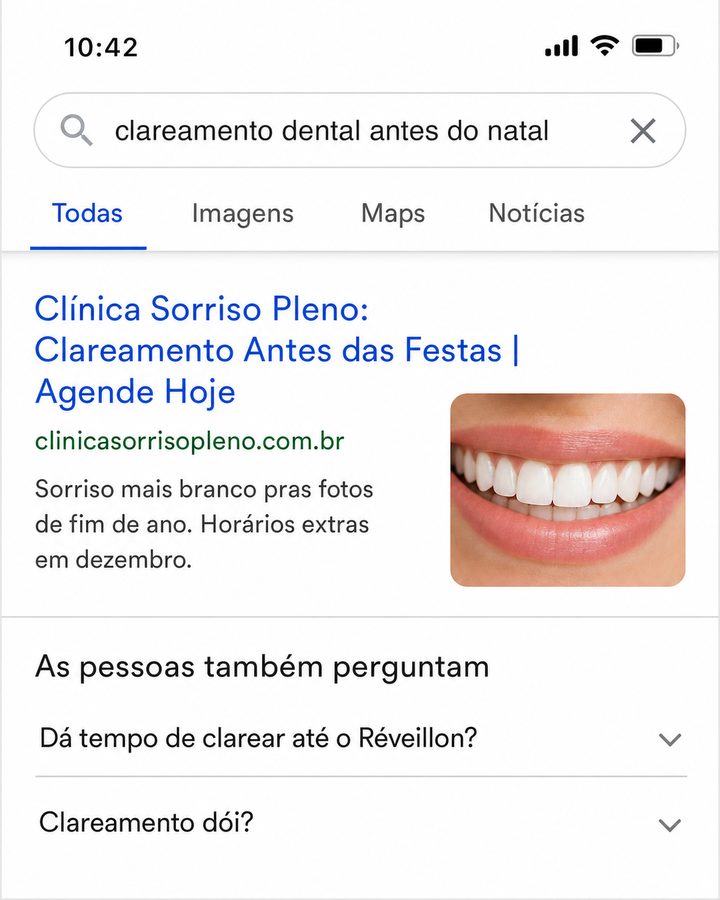 10:42
clareamento dental antes do natal
Todas Imagens Maps Notícias
Clínica Sorriso Pleno:
Clareamento Antes das Festas |
Agende Hoje
clinicasorrisopleno.com.br
Sorriso mais branco pras fotos
de fim de ano. Horários extras
em dezembro.
As pessoas também perguntam
Dá tempo de clarear até o Réveillon?
Clareamento dói?